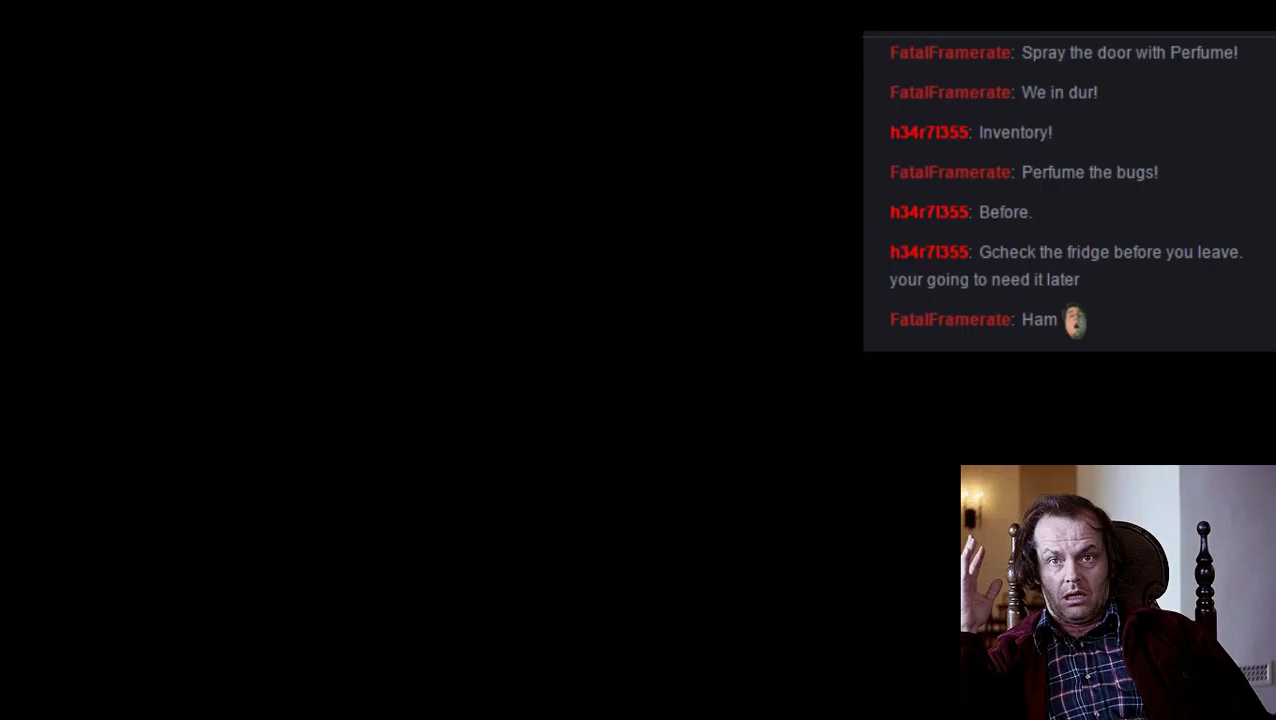 FatalFramerate: Spray the door with Perfume!
FatalFramerate: We in dur!
h34r7l355: Inventory!
FatalFramerate: Perfume the bugs!
h34r7l355: Before.
h34r7l355: Gcheck the fridge before you leave.
your going to need it later
FatalFramerate: Ham